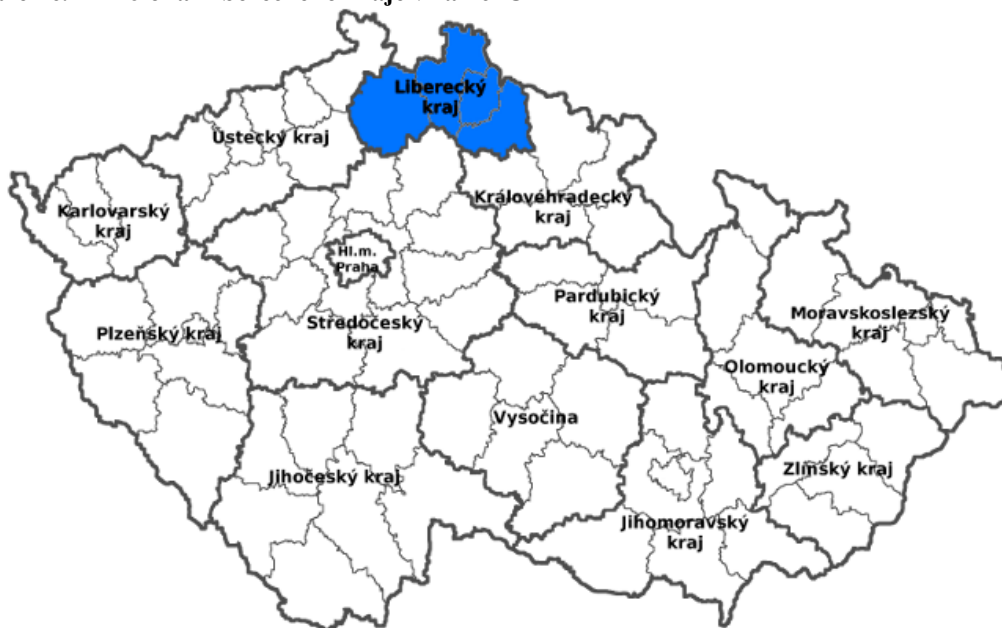 Liberecký
kraj
Ústecký kraj
Karlovarský
kraj
Královéhradecký
kraj
Hl.m.
Praha
Pardubický
kraj
Moravskoslezský
kraj
Plzeňský kraj
Středočeský
kraj
Olomoucký
kraj
Vysočina
Zlínský kraj
Jihočeský kraj
Jihomoravský
kraj